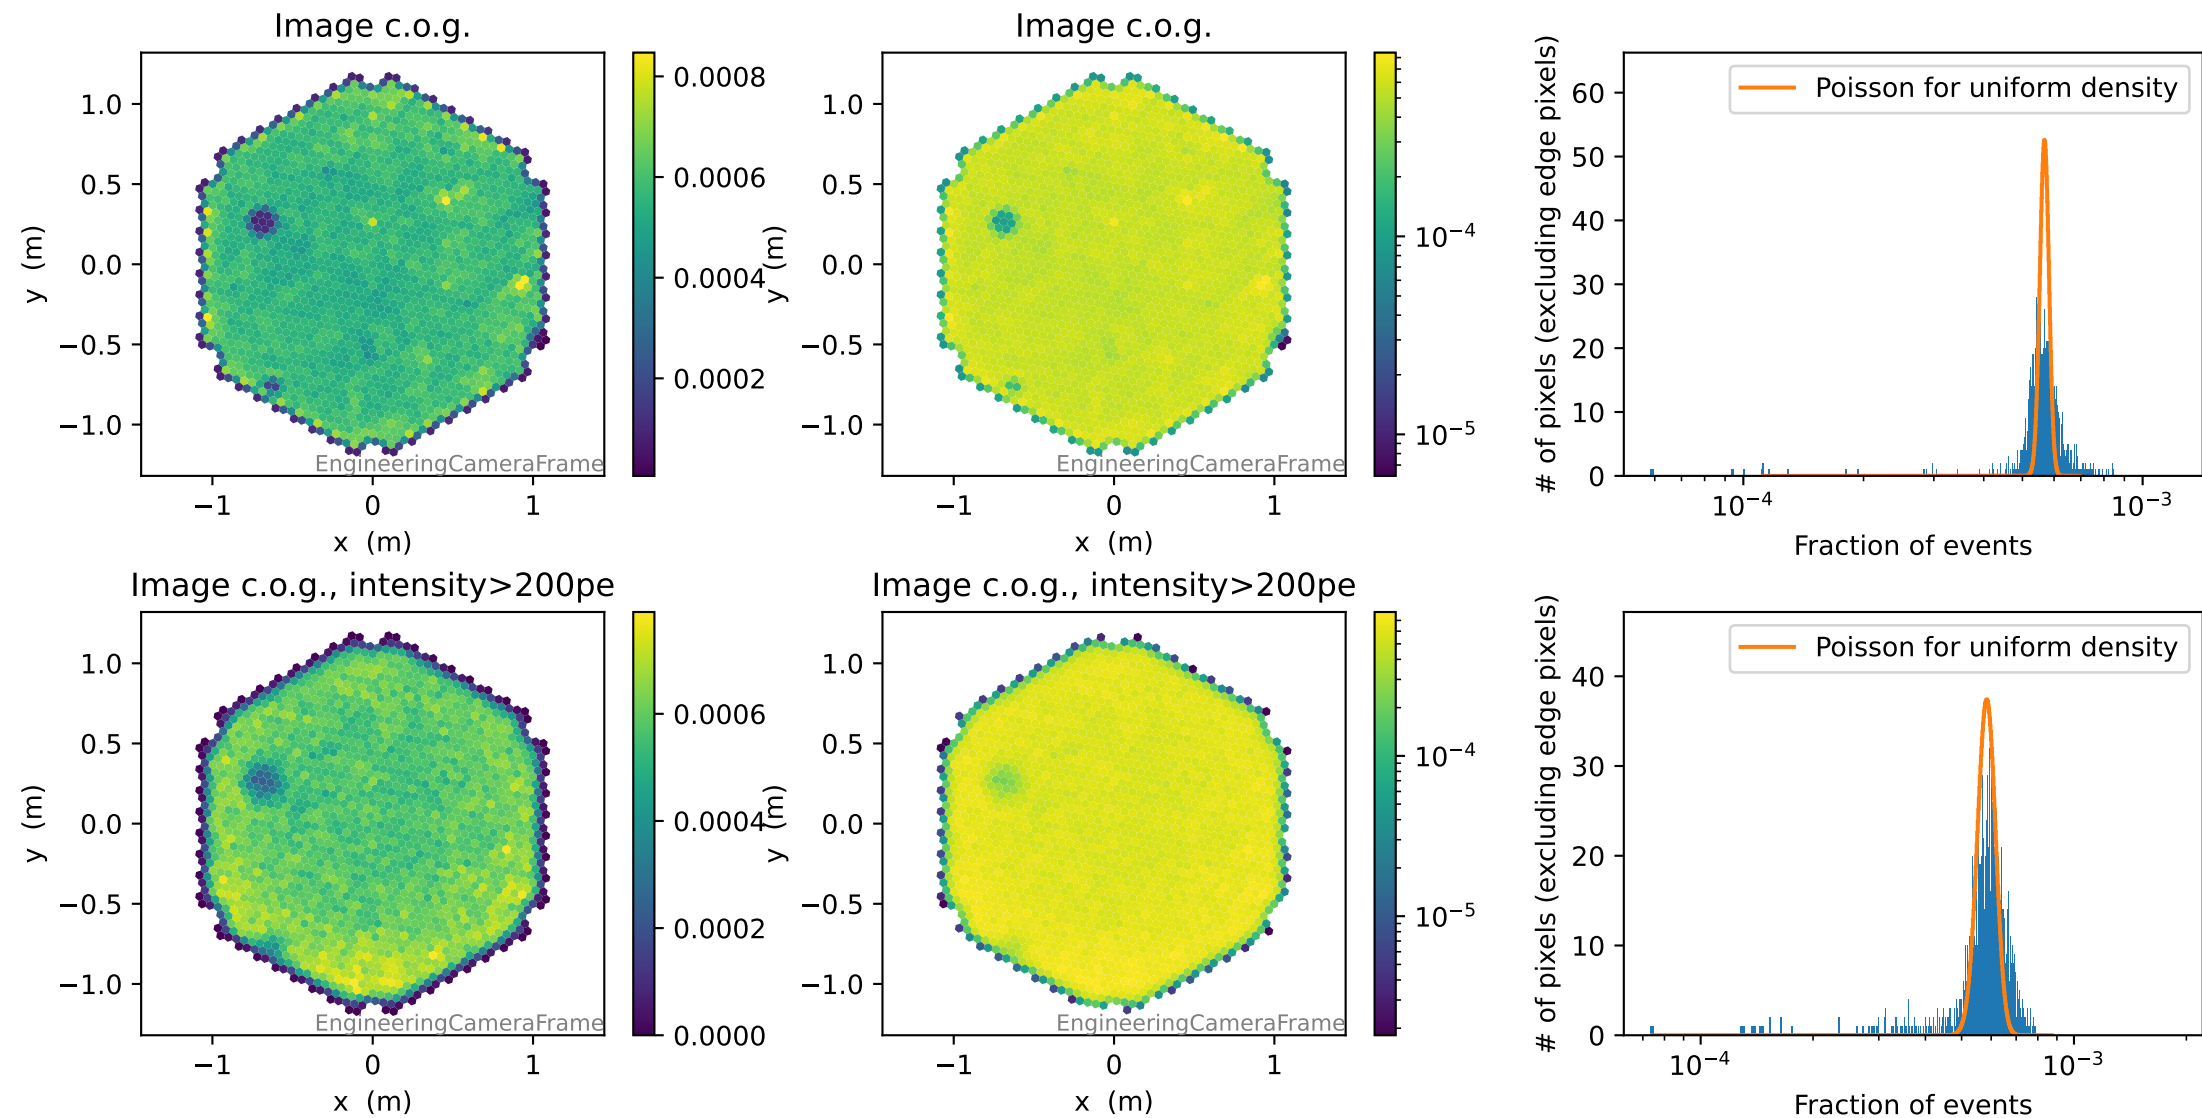 Image c.o.g.
1.0
0.5
0.0
−0.5
−1.0
y (m)
−1 0 1
x (m)
EngineeringCameraFrame
0.0008
0.0006
0.0004
0.0002
Image c.o.g.
1.0
0.5
0.0
−0.5
−1.0
y (m)
−1 0 1
x (m)
EngineeringCameraFrame
10⁻⁴
10⁻⁵
# of pixels (excluding edge pixels)
60
50
40
30
20
10
0
Poisson for uniform density
10⁻⁴ 10⁻³
Fraction of events
Image c.o.g., intensity>200pe
1.0
0.5
0.0
−0.5
−1.0
y (m)
−1 0 1
x (m)
EngineeringCameraFrame
0.0006
0.0004
0.0002
0.0000
Image c.o.g., intensity>200pe
1.0
0.5
0.0
−0.5
−1.0
y (m)
−1 0 1
x (m)
EngineeringCameraFrame
10⁻⁴
10⁻⁵
# of pixels (excluding edge pixels)
40
30
20
10
0
Poisson for uniform density
10⁻⁴ 10⁻³
Fraction of events